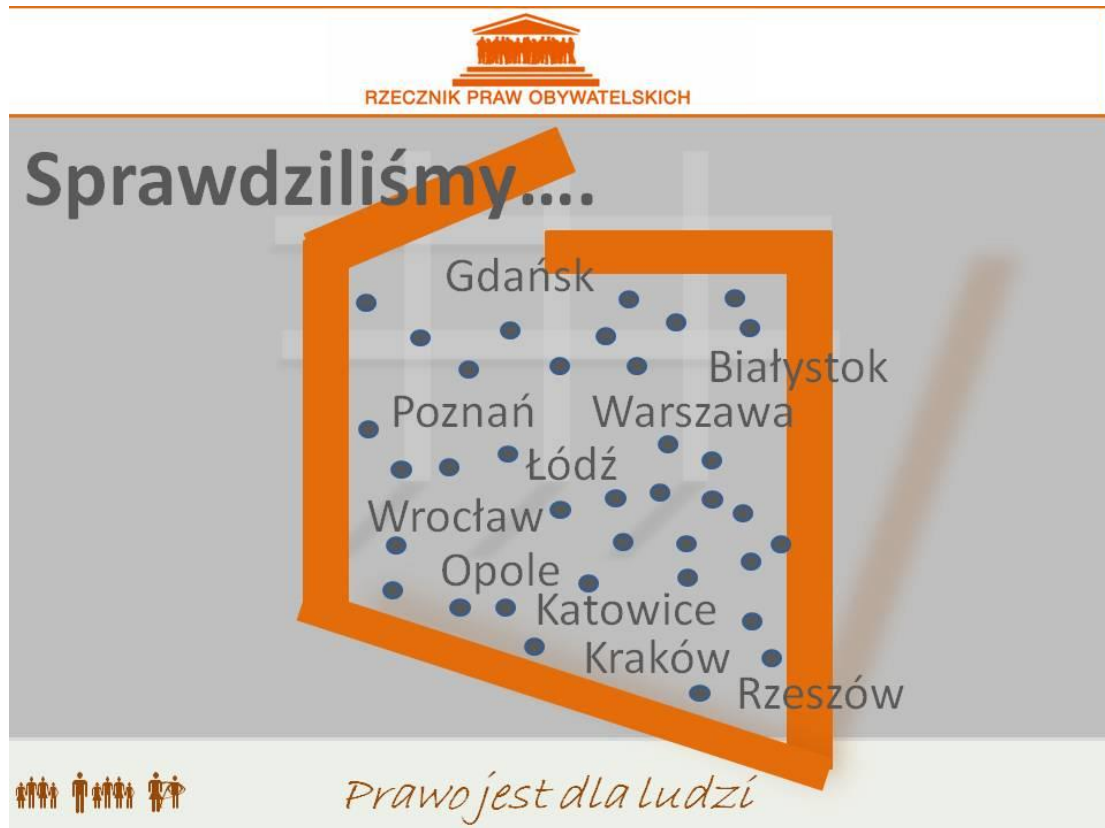 RZECZNIK PRAW OBYWATELSKICH
Sprawdziliśmy....
Gdańsk
Białystok
Poznań Warszawa
Łódź
Wrocław
Opole
Katowice
Kraków
Rzeszów
Prawo jest dla ludzi